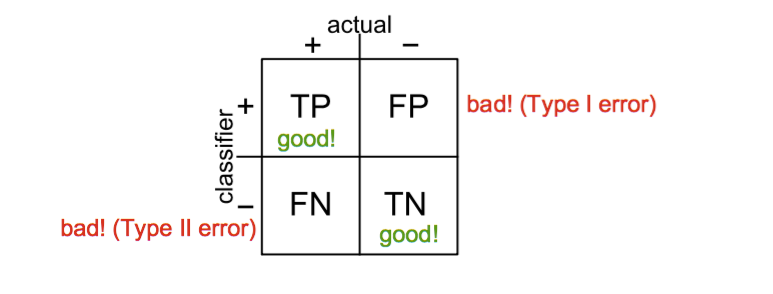 actual
+ −
classifier
+ TP FP bad! (Type I error)
good!
− FN TN
bad! (Type II error) good!